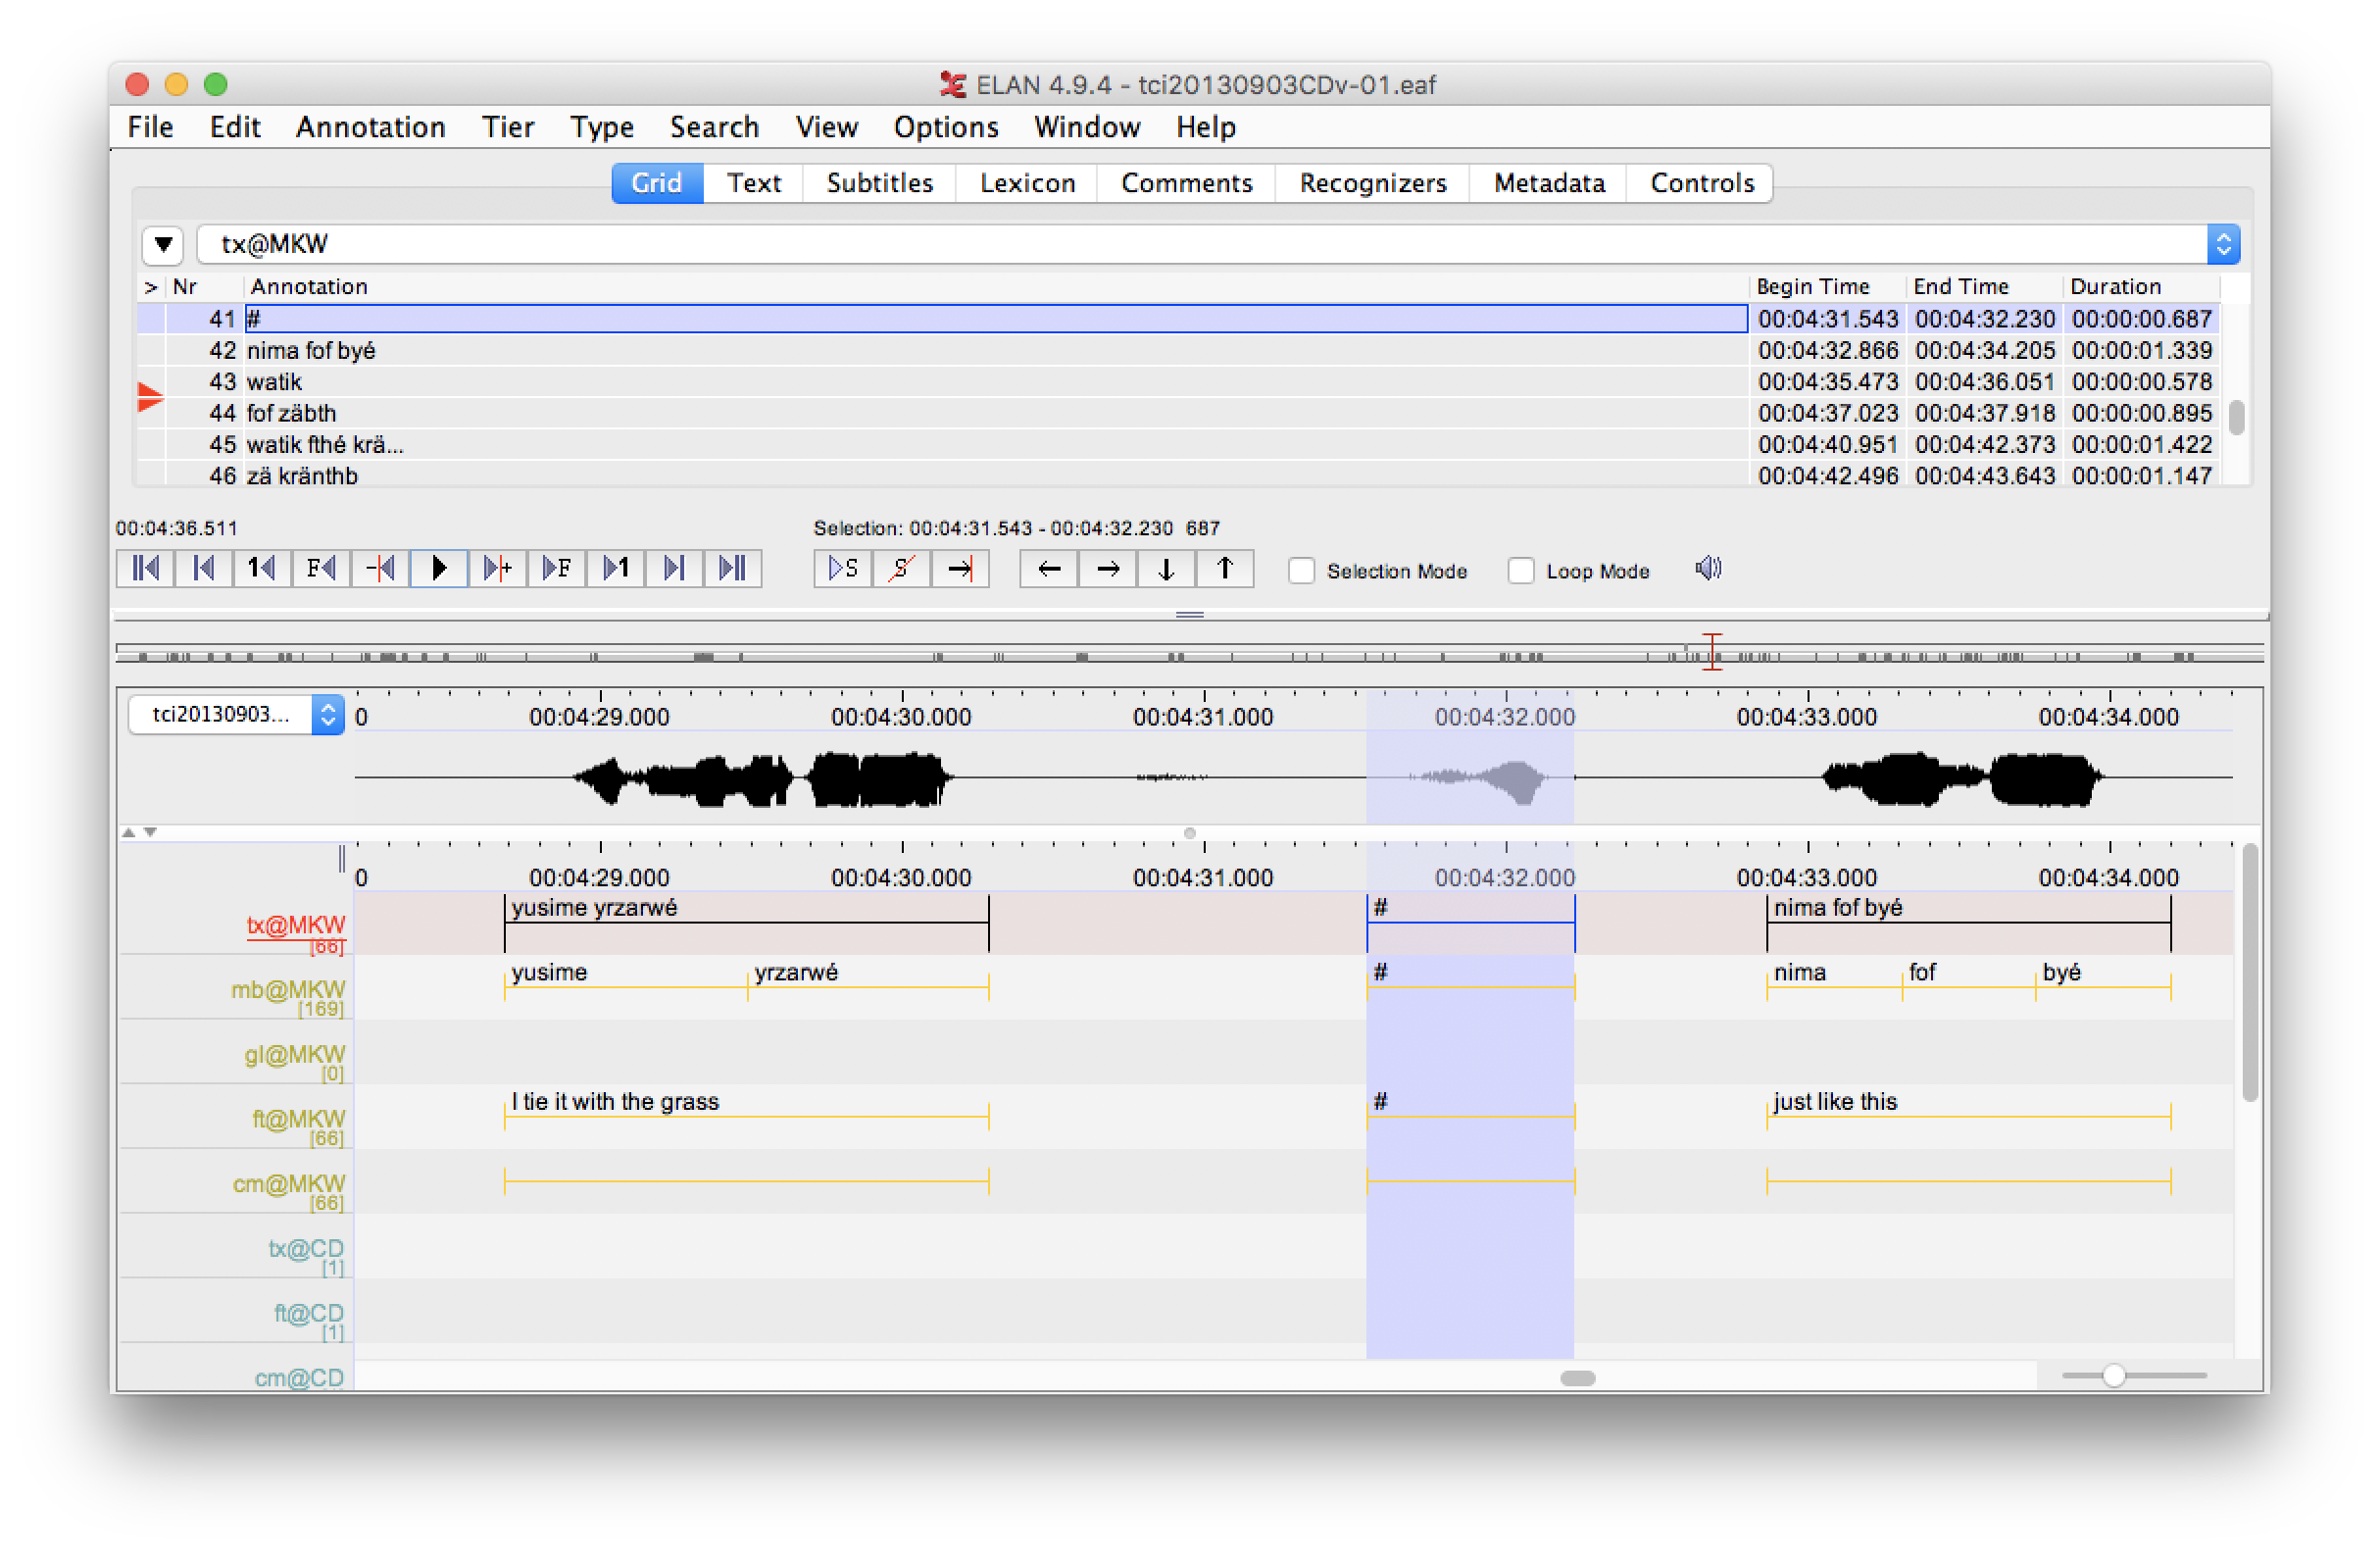 ELAN 4.9.4 - tci20130903CDv-01.eaf
File Edit Annotation Tier Type Search View Options Window Help
Grid Text Subtitles Lexicon Comments Recognizers Metadata Controls
tx@MKW
> Nr Annotation Begin Time End Time Duration
41 # 00:04:31.543 00:04:32.230 00:00:00.687
42 nima fof byé 00:04:32.866 00:04:34.205 00:00:01.339
43 watik 00:04:35.473 00:04:36.051 00:00:00.578
44 fof zäbth 00:04:37.023 00:04:37.918 00:00:00.895
45 watik fthé krä... 00:04:40.951 00:04:42.373 00:00:01.422
46 zä kränthb 00:04:42.496 00:04:43.643 00:00:01.147
00:04:36.511 Selection: 00:04:31.543 - 00:04:32.230 687
1 F F 1 S S Selection Mode Loop Mode
tci20130903... 0 00:04:29.000 00:04:30.000 00:04:31.000 00:04:32.000 00:04:33.000 00:04:34.000
0 00:04:29.000 00:04:30.000 00:04:31.000 00:04:32.000 00:04:33.000 00:04:34.000
tx@MKW yusime yrzarwé # nima fof byé
[66]
mb@MKW yusime yrzarwé # nima fof byé
[169]
gl@MKW
[0]
ft@MKW I tie it with the grass # just like this
[66]
cm@MKW
[66]
tx@CD
[1]
ft@CD
[1]
cm@CD